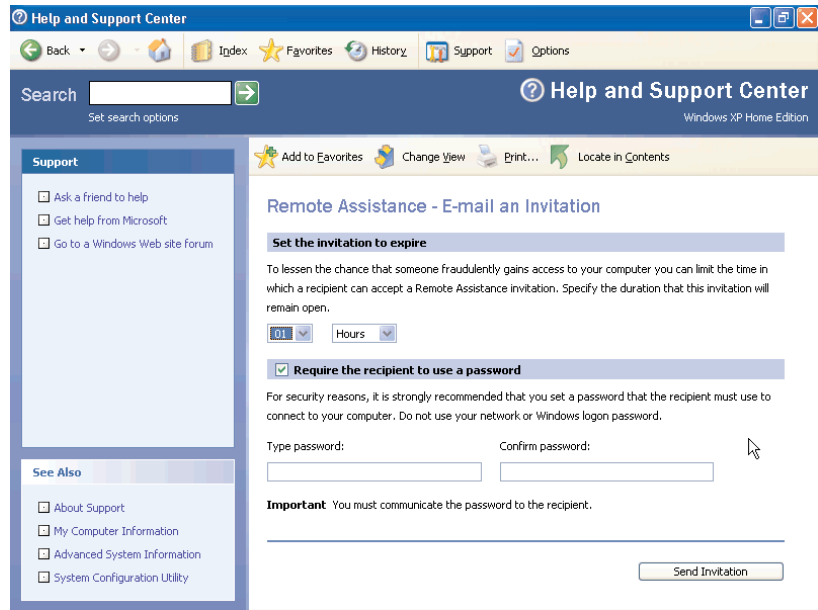 Help and Support Center
Back Index Favorites History Support Options
Search
Set search options
Help and Support Center
Windows XP Home Edition
Support
Ask a friend to help
Get help from Microsoft
Go to a Windows Web site forum
See Also
About Support
My Computer Information
Advanced System Information
System Configuration Utility
Add to Favorites Change View Print... Locate in Contents
Remote Assistance - E-mail an Invitation
Set the invitation to expire
To lessen the chance that someone fraudulently gains access to your computer you can limit the time in
which a recipient can accept a Remote Assistance invitation. Specify the duration that this invitation will
remain open.
01 Hours
Require the recipient to use a password
For security reasons, it is strongly recommended that you set a password that the recipient must use to
connect to your computer. Do not use your network or Windows logon password.
Type password: Confirm password:
Important You must communicate the password to the recipient.
Send Invitation